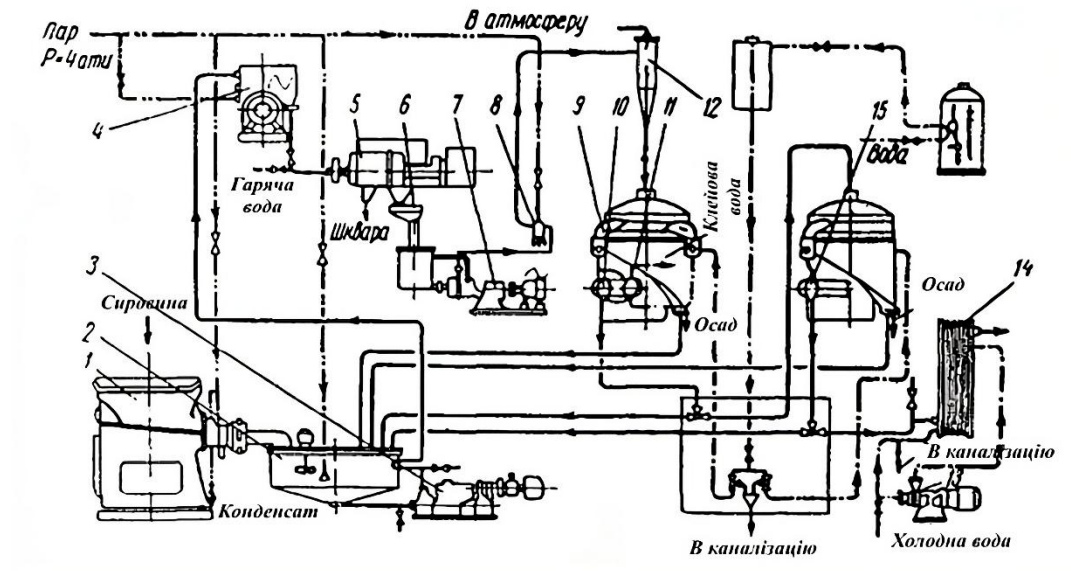 Пар
Р=4ати
В атмосферу
4
5
6
7
8
9
10
11
12
15
Вода
Гаряча
вода
Шквара
Клейова
вода
3
Сировина
2
1
Осад
Осад
14
Конденсат
В каналізацію
В каналізацію
Холодна вода